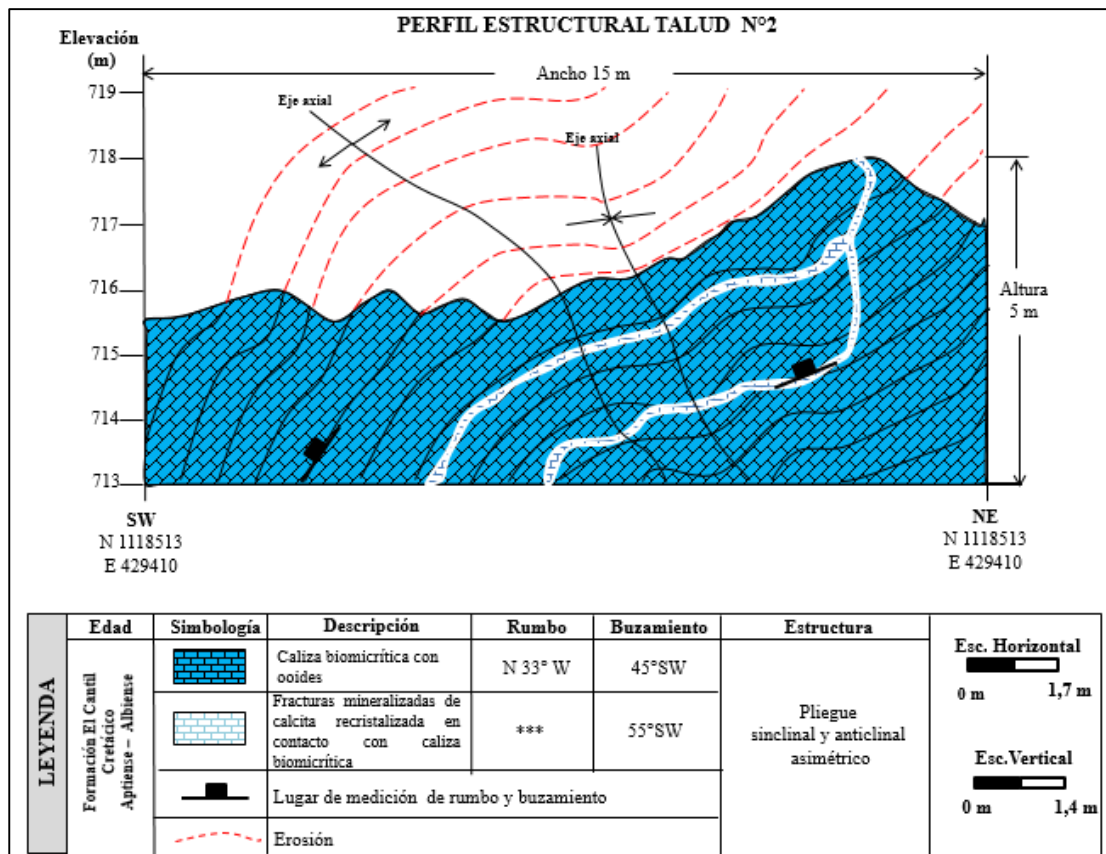 PERFIL ESTRUCTURAL TALUD N°2
Elevación
(m)
Ancho 15 m
719
718
717
716
715
714
713
Eje axial
Eje axial
Altura
5 m
SW
N 1118513
E 429410
NE
N 1118513
E 429410
LEYENDA
Edad
Simbología
Descripción
Rumbo
Buzamiento
Estructura
Formación El Cantil
Cretácico
Aptiense – Albiense
Caliza biomicrítica con
ooides
N 33° W
45°SW
Fracturas mineralizadas de
calcita recristalizada en
contacto con caliza
biomicrítica
***
55°SW
Pliegue
sinclinal y anticlinal
asimétrico
Lugar de medición de rumbo y buzamiento
Erosión
Esc. Horizontal
0 m 1,7 m
Esc.Vertical
0 m 1,4 m